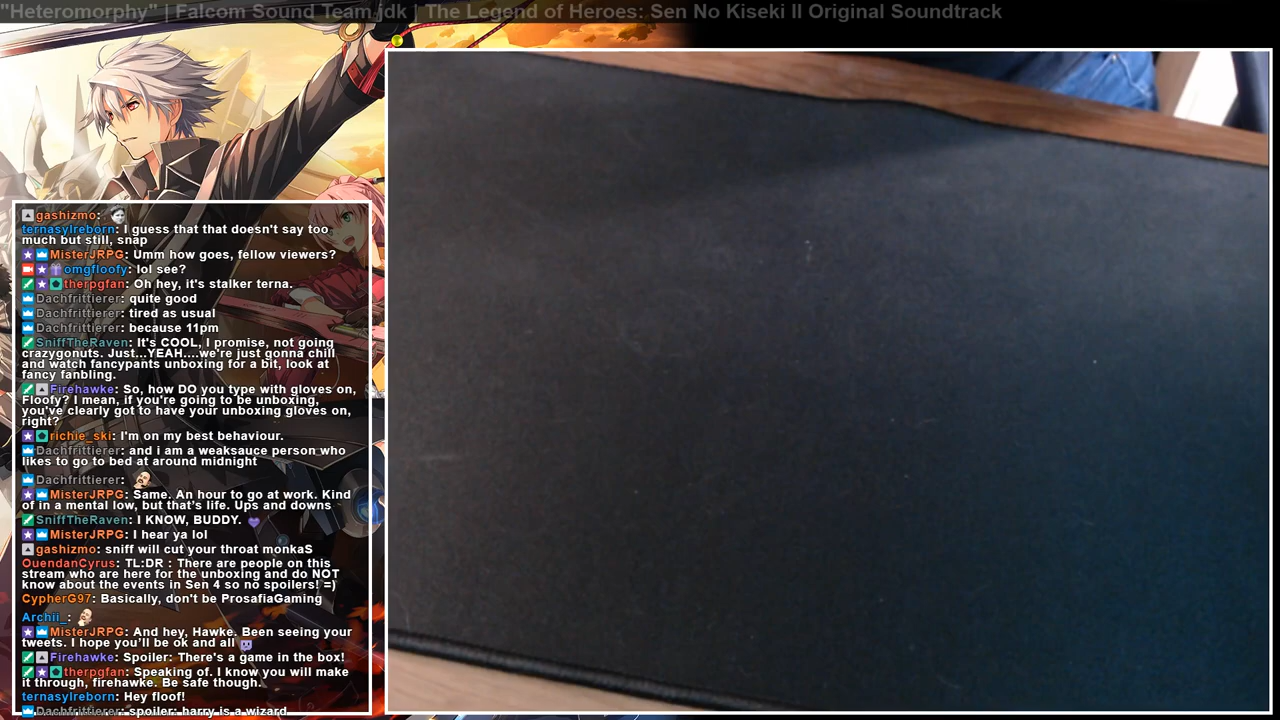 "Heteromorphy" | Falcom Sound Team jdk | The Legend of Heroes: Sen No Kiseki II Original Soundtrack
gashizmo:
ternasylreborn: I guess that that doesn't say too
much but still, snap
MisterJRPG: Umm how goes, fellow viewers?
omgfloofy: lol see?
therpgfan: Oh hey, it's stalker terna.
Dachfrittierer: quite good
Dachfrittierer: tired as usual
Dachfrittierer: because 11pm
SniffTheRaven: It's COOL, I promise, not going
crazygonuts. Just...YEAH....we're just gonna chill
and watch fancypants unboxing for a bit, look at
fancy fanbling.
Firehawke: So, how DO you type with gloves on,
Floofy? I mean, if you're going to be unboxing,
you've clearly got to have your unboxing gloves on,
right?
richie_ski: I'm on my best behaviour.
Dachfrittierer: and i am a weaksauce person who
likes to go to bed at around midnight
Dachfrittierer:
MisterJRPG: Same. An hour to go at work. Kind
of in a mental low, but that's life. Ups and downs
SniffTheRaven: I KNOW, BUDDY.
MisterJRPG: I hear ya lol
gashizmo: sniff will cut your throat monkaS
OuendanCyrus: TL:DR : There are people on this
stream who are here for the unboxing and do NOT
know about the events in Sen 4 so no spoilers! =)
CypherG97: Basically, don't be ProsafiaGaming
Archii_:
MisterJRPG: And hey, Hawke. Been seeing your
tweets. I hope you'll be ok and all
Firehawke: Spoiler: There's a game in the box!
therpgfan: Speaking of. I know you will make
it through, firehawke. Be safe though.
ternasylreborn: Hey floof!
Dachfrittierer: spoiler: harry is a wizard